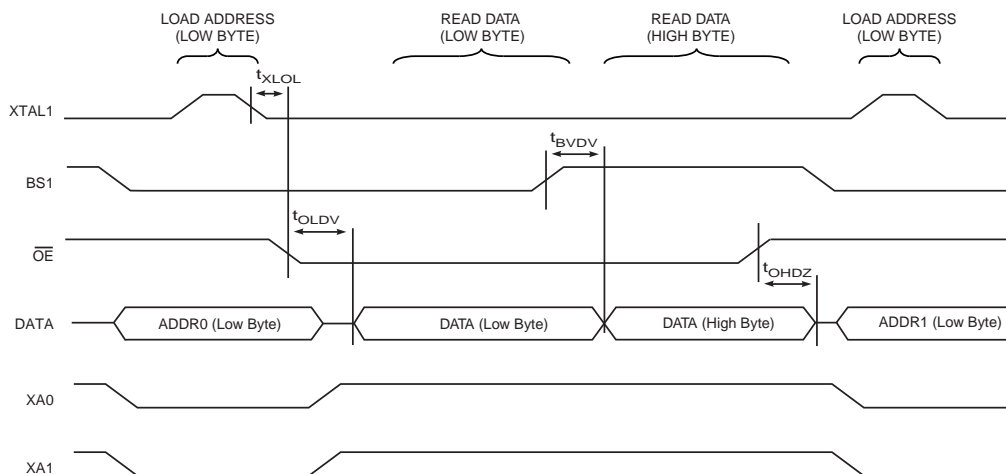 LOAD ADDRESS
(LOW BYTE)
READ DATA
(LOW BYTE)
READ DATA
(HIGH BYTE)
LOAD ADDRESS
(LOW BYTE)
tXLOL
XTAL1
tBVDV
BS1
tOLDV
OE
tOHDZ
DATA
ADDR0 (Low Byte)
DATA (Low Byte)
DATA (High Byte)
ADDR1 (Low Byte)
XA0
XA1